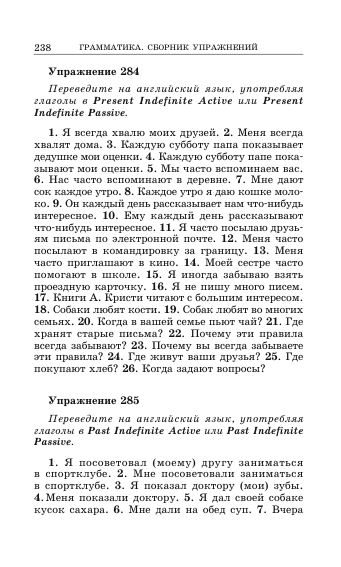 238 ГРАММАТИКА. СБОРНИК УПРАЖНЕНИЙ
Упражнение 284
Переведите на английский язык, употребляя
глаголы в Present Indefinite Active или Present
Indefinite Passive.
1. Я всегда хвалю моих друзей. 2. Меня всегда
хвалят дома. 3. Каждую субботу папа показывает
дедушке мои оценки. 4. Каждую субботу папе пока-
зывают мои оценки. 5. Мы часто вспоминаем вас.
6. Нас часто вспоминают в деревне. 7. Мне дают
сок каждое утро. 8. Каждое утро я даю кошке моло-
ко. 9. Он каждый день рассказывает нам что-нибудь
интересное. 10. Ему каждый день рассказывают
что-нибудь интересное. 11. Я часто посылаю друзь-
ям письма по электронной почте. 12. Меня часто
посылают в командировку за границу. 13. Меня
часто приглашают в кино. 14. Моей сестре часто
помогают в школе. 15. Я иногда забываю взять
проездную карточку. 16. Я не пишу много писем.
17. Книги А. Кристи читают с большим интересом.
18. Собаки любят кости. 19. Собак любят во многих
семьях. 20. Когда в вашей семье пьют чай? 21. Где
хранят старые письма? 22. Почему эти правила
всегда забывают? 23. Почему вы всегда забываете
эти правила? 24. Где живут ваши друзья? 25. Где
покупают хлеб? 26. Когда задают вопросы?
Упражнение 285
Переведите на английский язык, употребляя
глаголы в Past Indefinite Active или Past Indefinite
Passive.
1. Я посоветовал (моему) другу заниматься
в спортклубе. 2. Мне посоветовали заниматься
в спортклубе. 3. Я показал доктору (мои) зубы.
4. Меня показали доктору. 5. Я дал своей собаке
кусок сахара. 6. Мне дали на обед суп. 7. Вчера